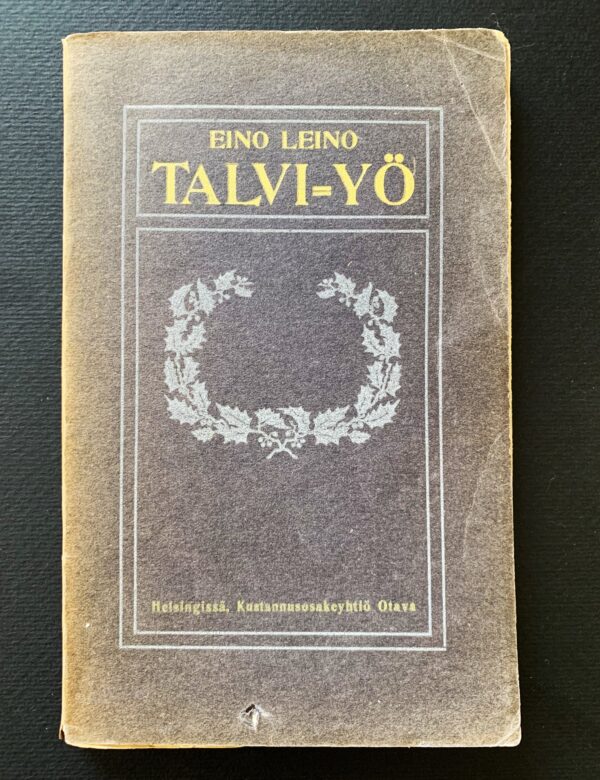 EINO LEINO
TALVI=YÖ
Helsingissä, Kustannusosakeyhtiö Otava